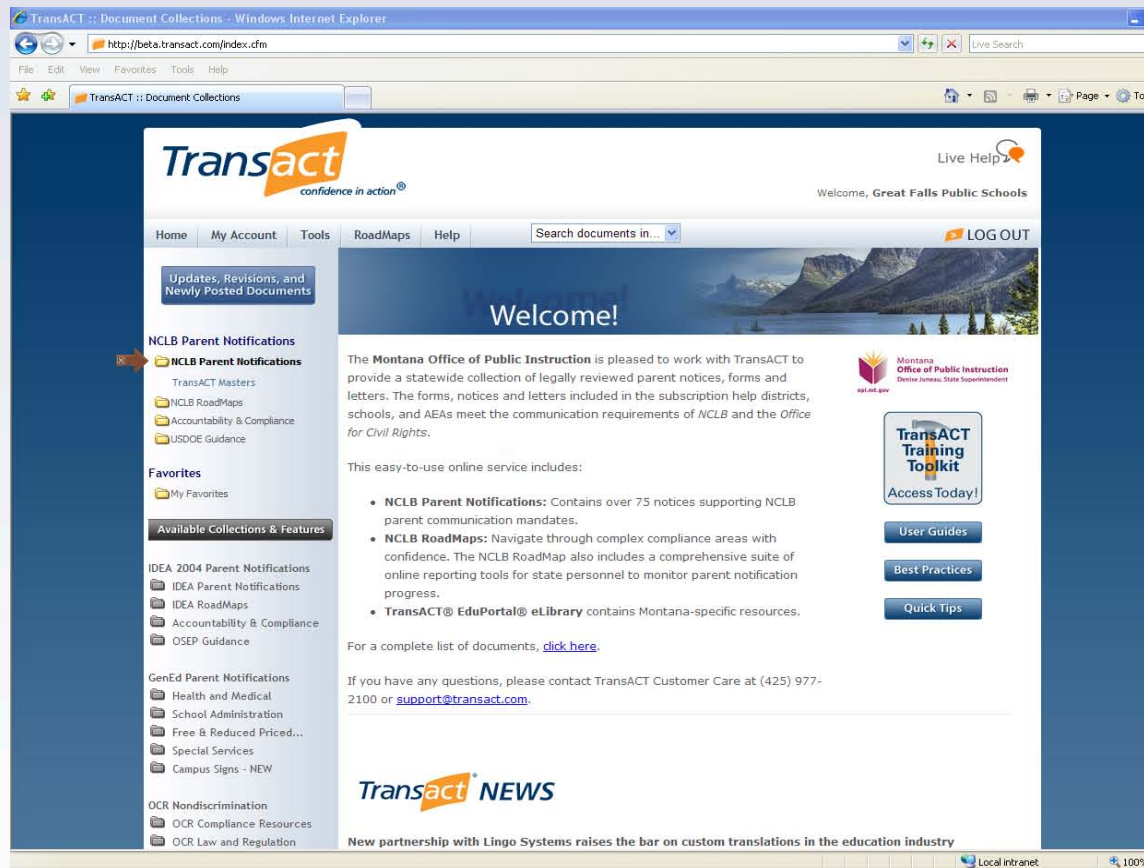 TransACT :: Document Collections - Windows Internet Explorer
http://beta.transact.com/index.cfm
Live Search
File Edit View Favorites Tools Help
TransACT :: Document Collections
Page
To
Transact
confidence in action®
Live Help
Welcome, Great Falls Public Schools
Home My Account Tools RoadMaps Help
Search documents in...
LOG OUT
Updates, Revisions, and
Newly Posted Documents
NCLB Parent Notifications
NCLB Parent Notifications
TransACT Masters
NCLB RoadMaps
Accountability & Compliance
USDOE Guidance
Favorites
My Favorites
Available Collections & Features
IDEA 2004 Parent Notifications
IDEA Parent Notifications
IDEA RoadMaps
Accountability & Compliance
OSEP Guidance
GenEd Parent Notifications
Health and Medical
School Administration
Free & Reduced Priced...
Special Services
Campus Signs - NEW
OCR Nondiscrimination
OCR Compliance Resources
OCR Law and Regulation
Welcome!
The Montana Office of Public Instruction is pleased to work with TransACT to
provide a statewide collection of legally reviewed parent notices, forms and
letters. The forms, notices and letters included in the subscription help districts,
schools, and AEAs meet the communication requirements of NCLB and the Office
for Civil Rights.
This easy-to-use online service includes:
• NCLB Parent Notifications: Contains over 75 notices supporting NCLB
parent communication mandates.
• NCLB RoadMaps: Navigate through complex compliance areas with
confidence. The NCLB RoadMap also includes a comprehensive suite of
online reporting tools for state personnel to monitor parent notification
progress.
• TransACT® EduPortal® eLibrary contains Montana-specific resources.
For a complete list of documents, click here.
If you have any questions, please contact TransACT Customer Care at (425) 977-
2100 or support@transact.com.
Montana
Office of Public Instruction
Denise Juneau, State Superintendent
opi.mt.gov
TransACT
Training
Toolkit
Access Today!
User Guides
Best Practices
Quick Tips
Transact® NEWS
New partnership with Lingo Systems raises the bar on custom translations in the education industry
Local intranet
100%